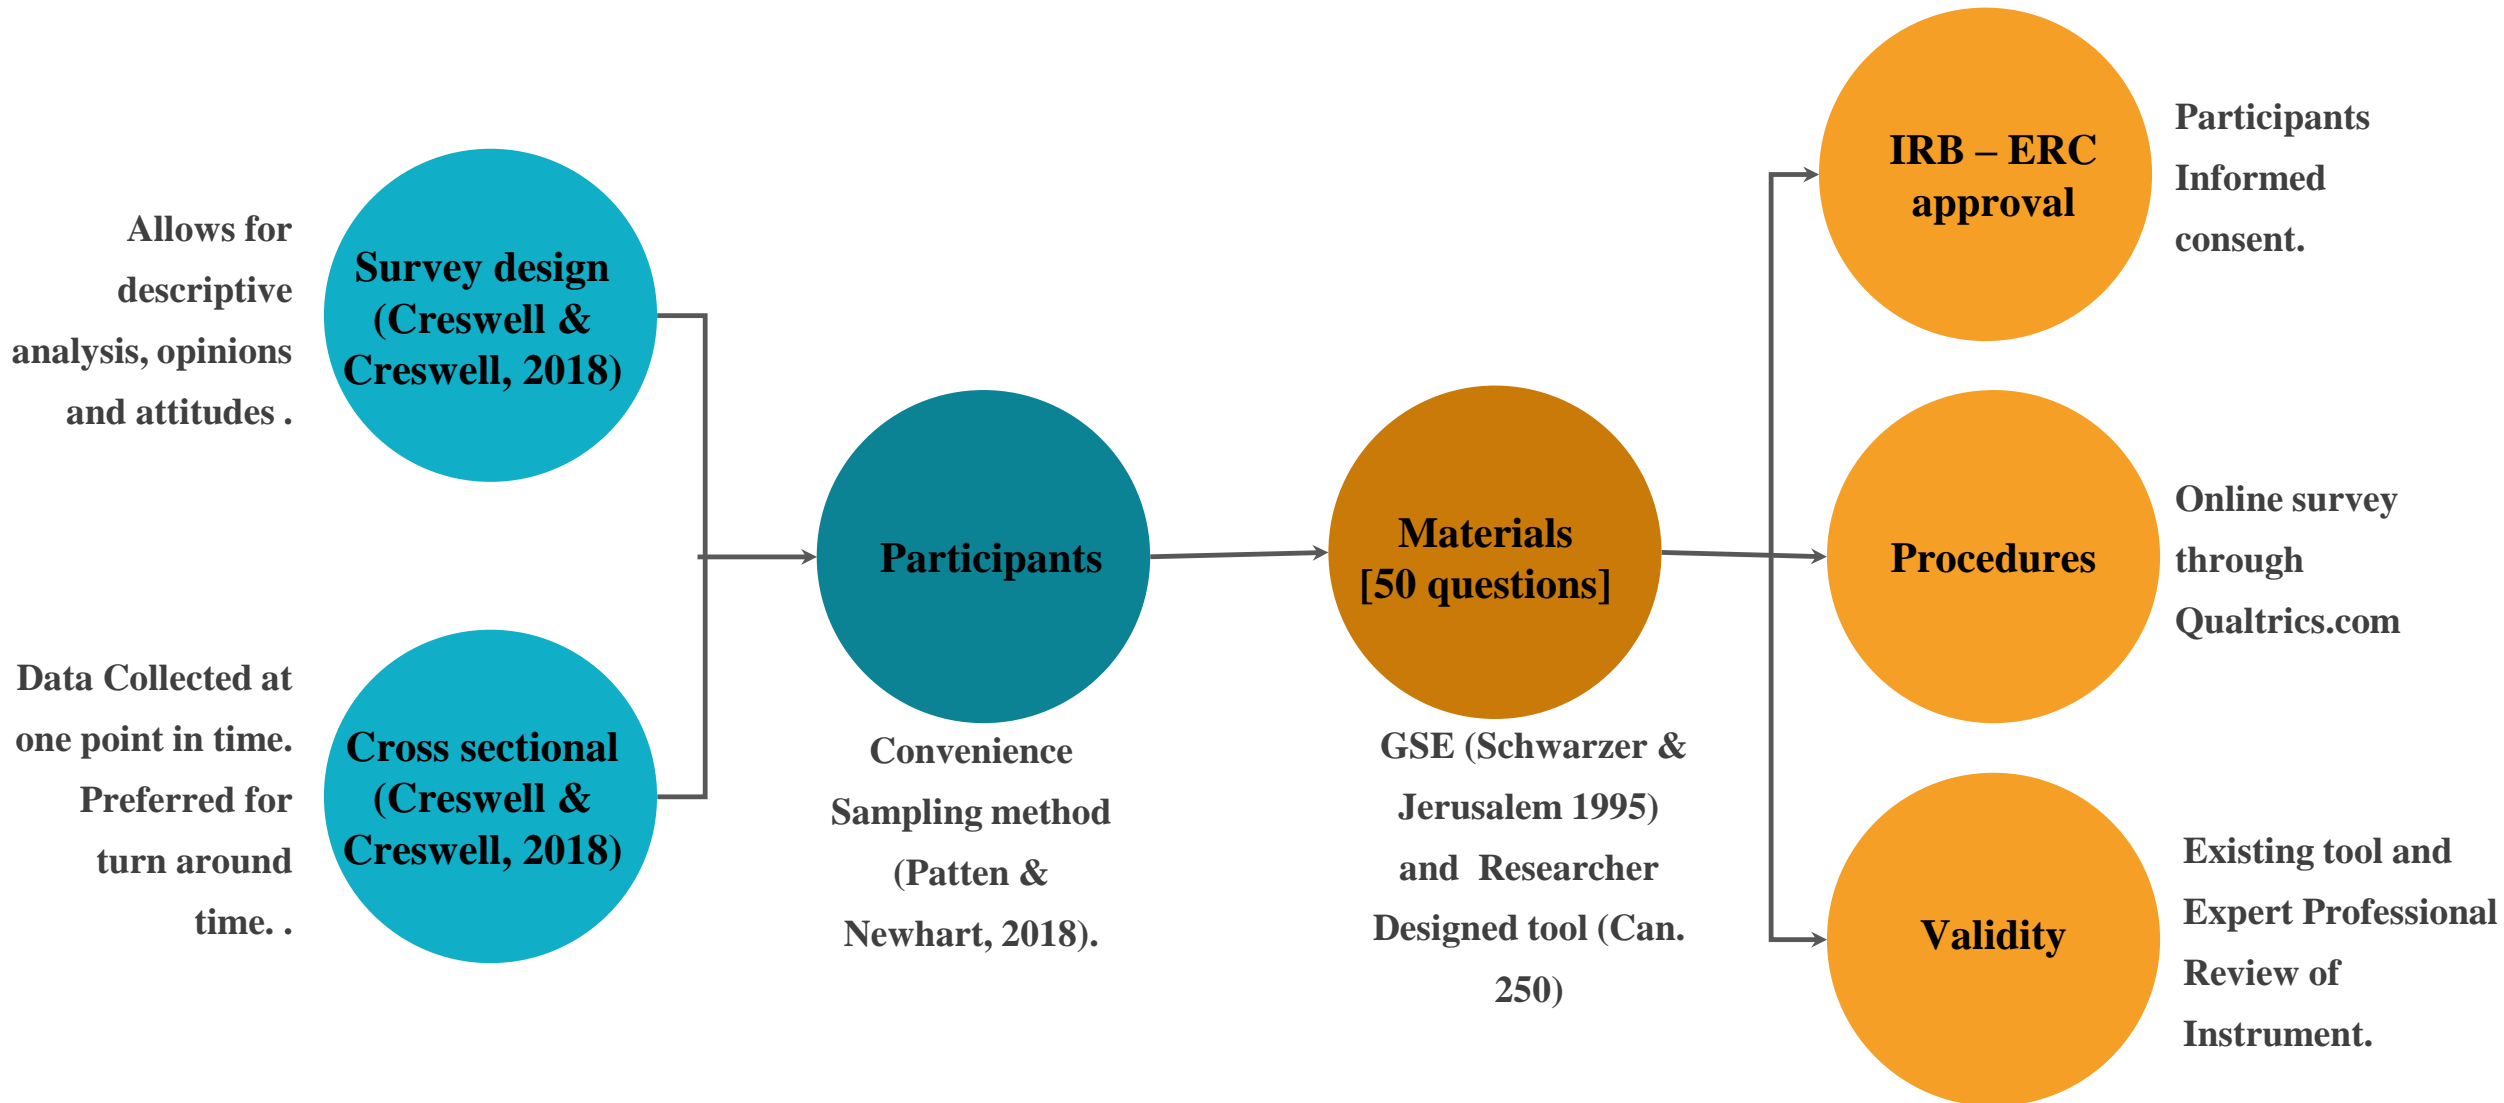 Allows for
descriptive
analysis, opinions
and attitudes .
Survey design
(Creswell &
Creswell, 2018)
Data Collected at
one point in time.
Preferred for
turn around
time. .
Cross sectional
(Creswell &
Creswell, 2018)
Participants
Convenience
Sampling method
(Patten &
Newhart, 2018).
Materials
[50 questions]
GSE (Schwarzer &
Jerusalem 1995)
and Researcher
Designed tool (Can.
250)
IRB – ERC
approval
Participants
Informed
consent.
Procedures
Online survey
through
Qualtrics.com
Validity
Existing tool and
Expert Professional
Review of
Instrument.